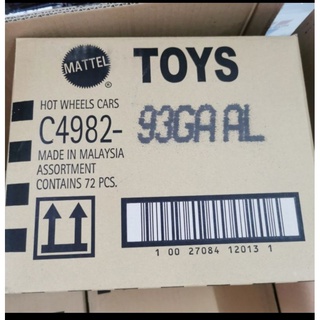 MATTEL ®
TOYS
HOT WHEELS CARS
C4982- 93GA AL
MADE IN MALAYSIA
ASSORTMENT
CONTAINS 72 PCS.
1 00 27084 12013 1